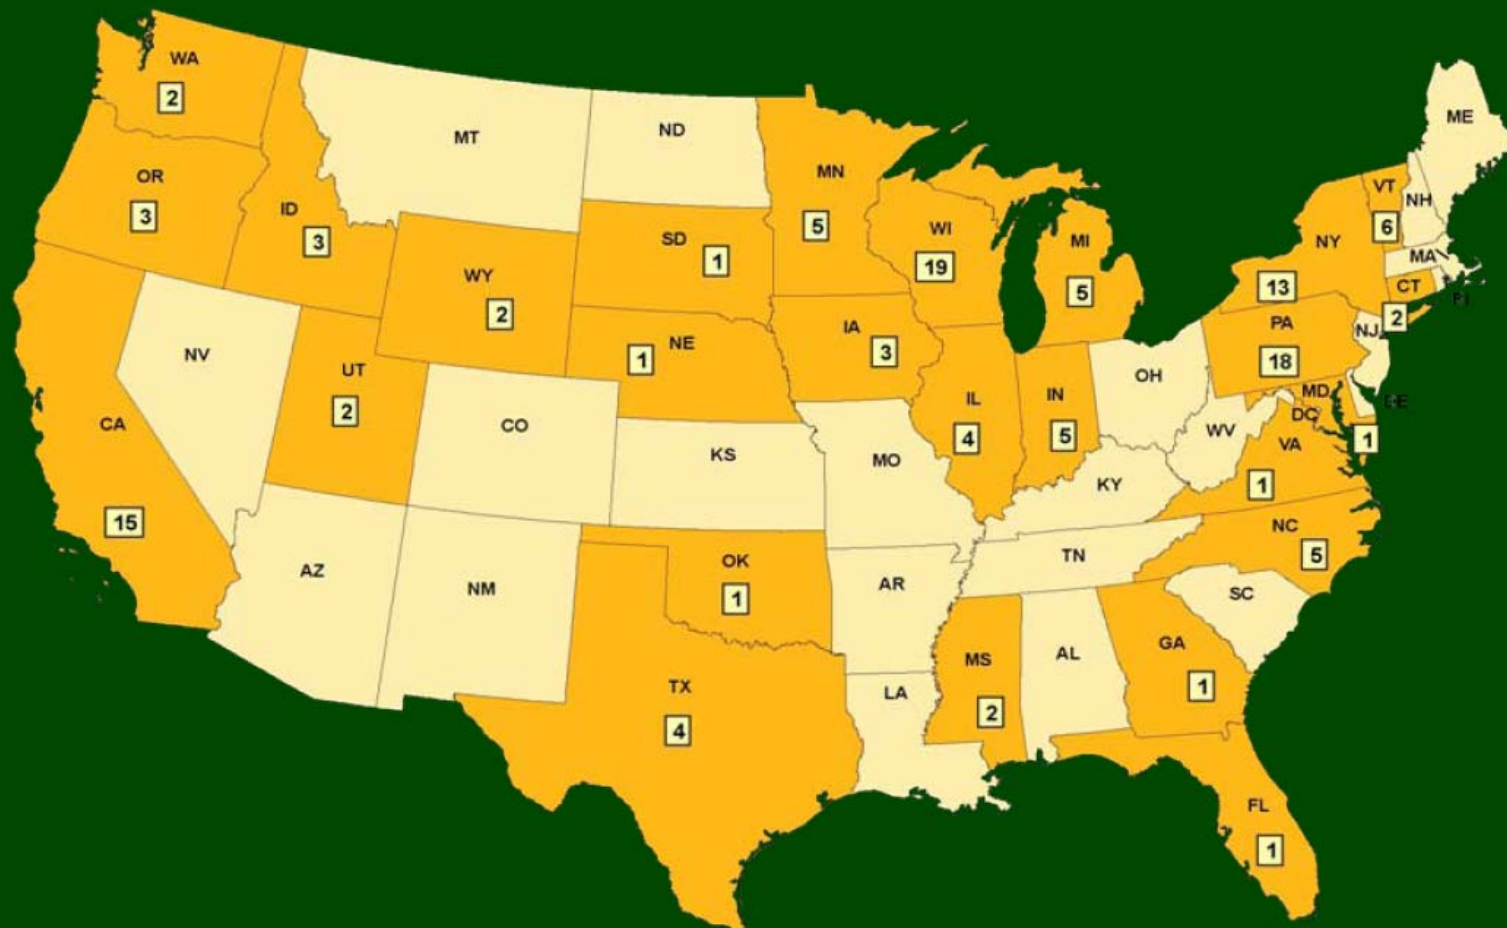 WA
2
OR
3
ID
3
MT
ND
MN
5
SD
1
WY
2
NE
1
NV
UT
2
CA
15
CO
KS
AZ
NM
OK
1
TX
4
IA
3
WI
19
MI
5
IL
4
IN
5
OH
MO
KY
WV
TN
AR
LA
MS
2
AL
GA
1
FL
1
SC
NC
5
VA
1
DC
MD
1
DE
PA
18
NJ
NY
13
CT
2
RI
MA
VT
6
NH
ME